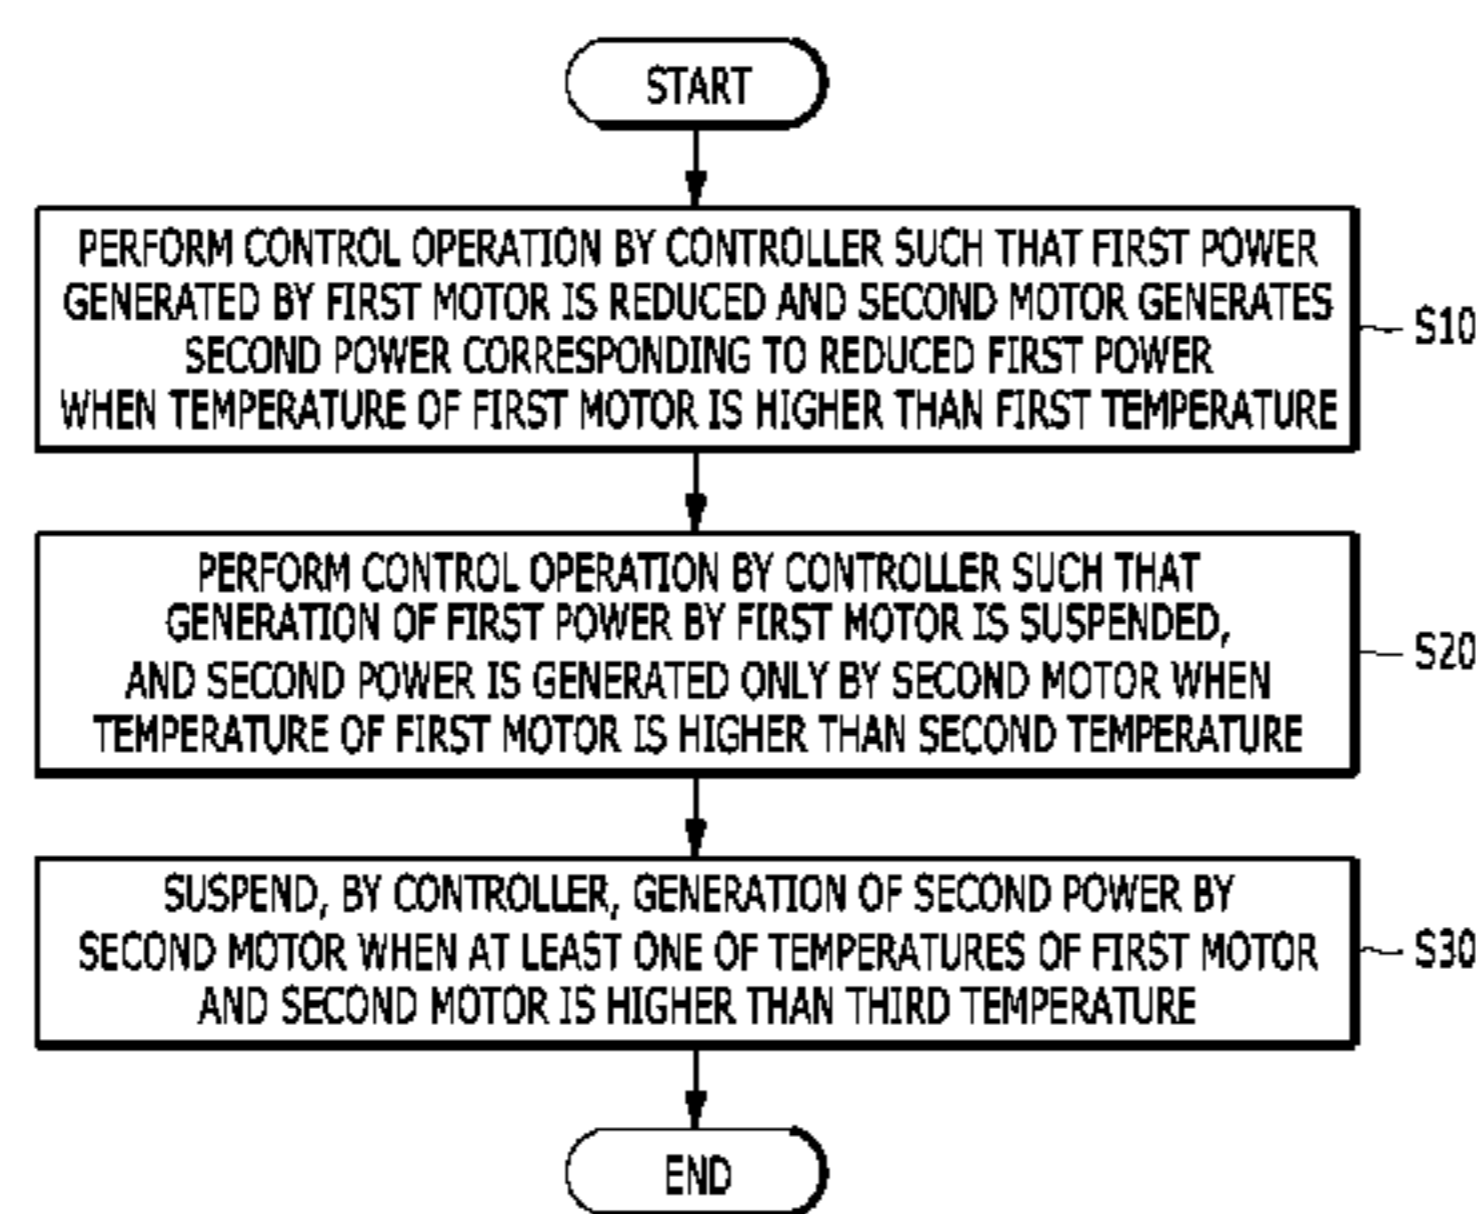 START
PERFORM CONTROL OPERATION BY CONTROLLER SUCH THAT FIRST POWER
GENERATED BY FIRST MOTOR IS REDUCED AND SECOND MOTOR GENERATES
SECOND POWER CORRESPONDING TO REDUCED FIRST POWER
WHEN TEMPERATURE OF FIRST MOTOR IS HIGHER THAN FIRST TEMPERATURE
S10
PERFORM CONTROL OPERATION BY CONTROLLER SUCH THAT
GENERATION OF FIRST POWER BY FIRST MOTOR IS SUSPENDED,
AND SECOND POWER IS GENERATED ONLY BY SECOND MOTOR WHEN
TEMPERATURE OF FIRST MOTOR IS HIGHER THAN SECOND TEMPERATURE
S20
SUSPEND, BY CONTROLLER, GENERATION OF SECOND POWER BY
SECOND MOTOR WHEN AT LEAST ONE OF TEMPERATURES OF FIRST MOTOR
AND SECOND MOTOR IS HIGHER THAN THIRD TEMPERATURE
S30
END